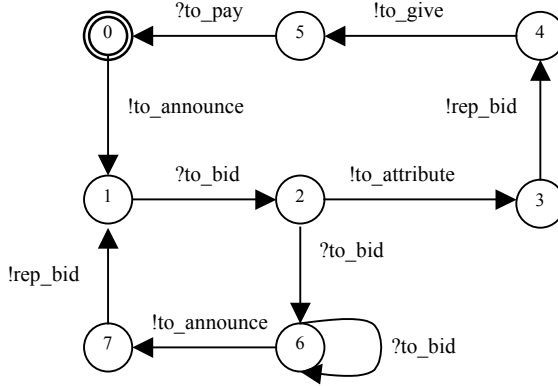 ?to_pay
!to_give
0
5
4
!to_announce
!rep_bid
?to_bid
!to_attribute
1
2
3
?to_bid
!rep_bid
!to_announce
7
6
?to_bid